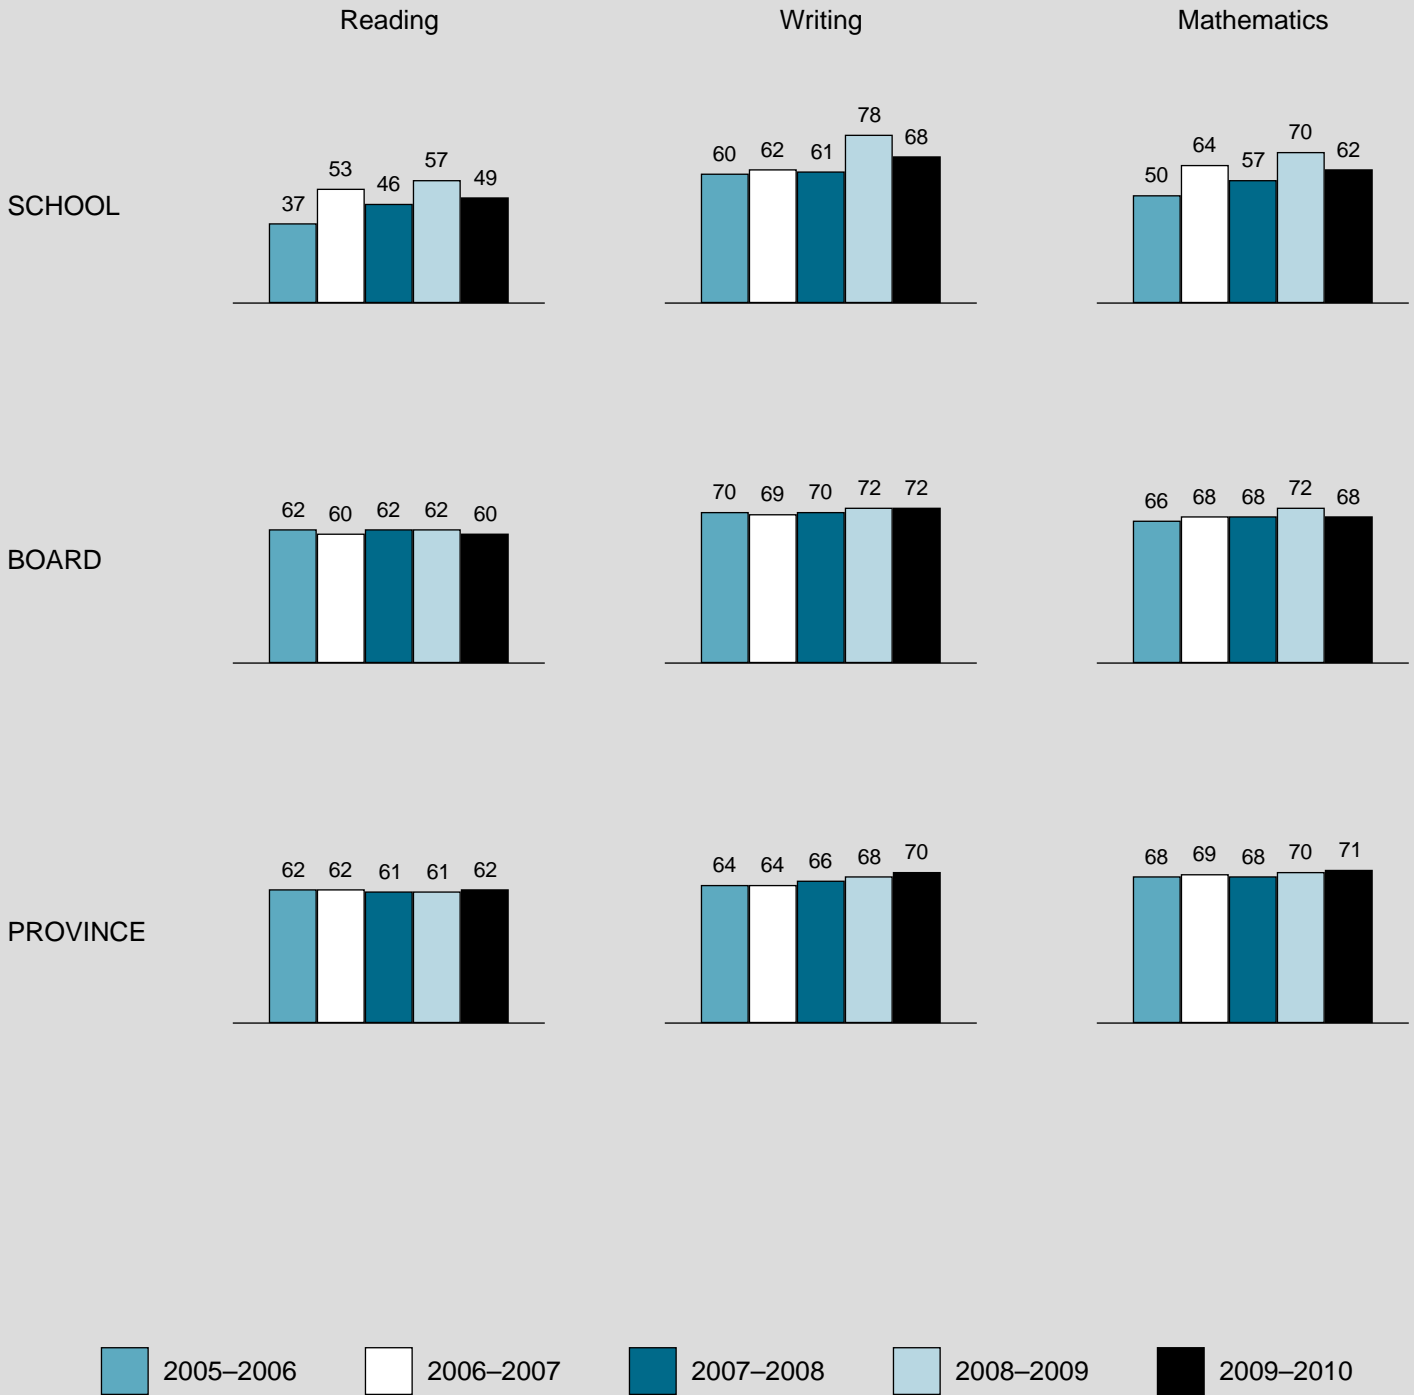 Reading Writing Mathematics
SCHOOL
37 53 46 57 49
60 62 61 78 68
50 64 57 70 62
BOARD
62 60 62 62 60
70 69 70 72 72
66 68 68 72 68
PROVINCE
62 62 61 61 62
64 64 66 68 70
68 69 68 70 71
2005–2006 2006–2007 2007–2008 2008–2009 2009–2010